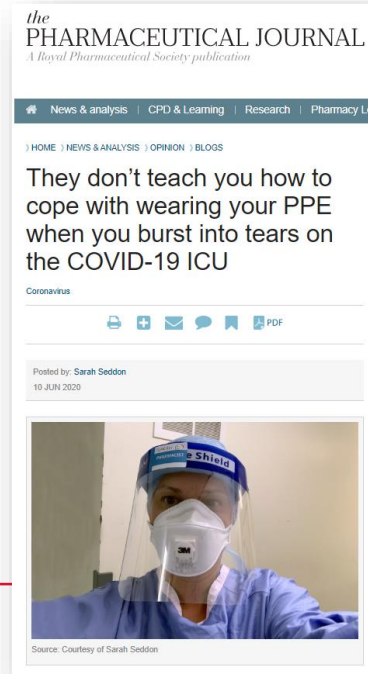 the
PHARMACEUTICAL JOURNAL
A Royal Pharmaceutical Society publication
News & analysis | CPD & Learning | Research | Pharmacy
HOME 〉NEWS & ANALYSIS 〉OPINION 〉BLOGS
They don't teach you how to
cope with wearing your PPE
when you burst into tears on
the COVID-19 ICU
Coronavirus
PDF
Posted by: Sarah Seddon
10 JUN 2020
PHARMACIST
e Shield
3M
Source: Courtesy of Sarah Seddon